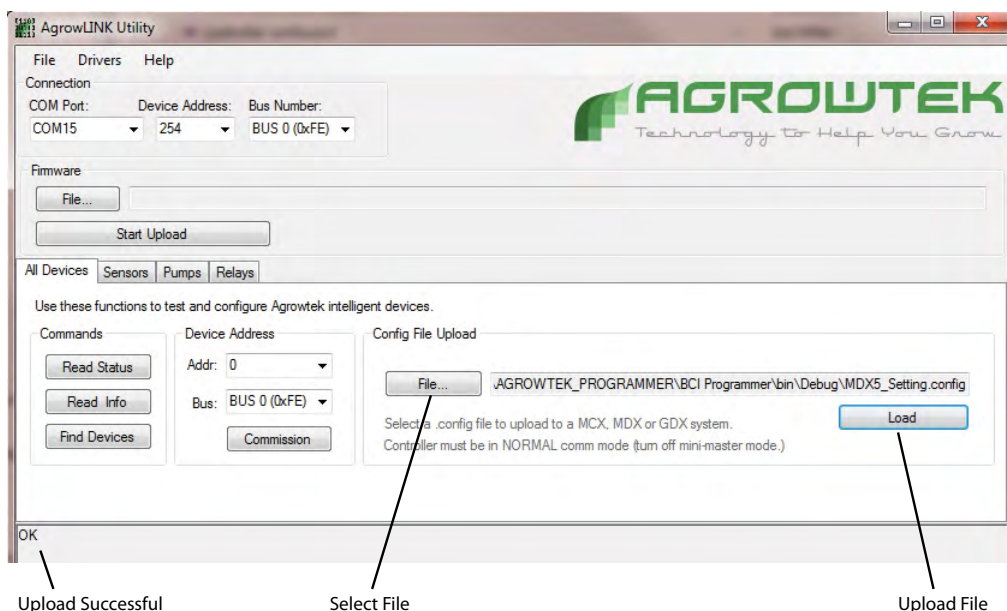 AgrowLINK Utility
File Drivers Help
Connection
COM Port: Device Address: Bus Number:
COM15 254 BUS 0 (0xFE)
AGROWTEK
Technology to Help You Grow
Firmware
File...
Start Upload
All Devices Sensors Pumps Relays
Use these functions to test and configure Agrowtek intelligent devices.
Commands Device Address Config File Upload
Read Status Addr: 0
File... .AGROWTEK_PROGRAMMER\BCI Programmer\bin\Debug\MDX5_Setting.config
Read Info Bus: BUS 0 (0xFE)
Load
Select a .config file to upload to a MCX, MDX or GDX system.
Find Devices Commission
Controller must be in NORMAL comm mode (turn off mini-master mode.)
OK
Upload Successful Select File Upload File